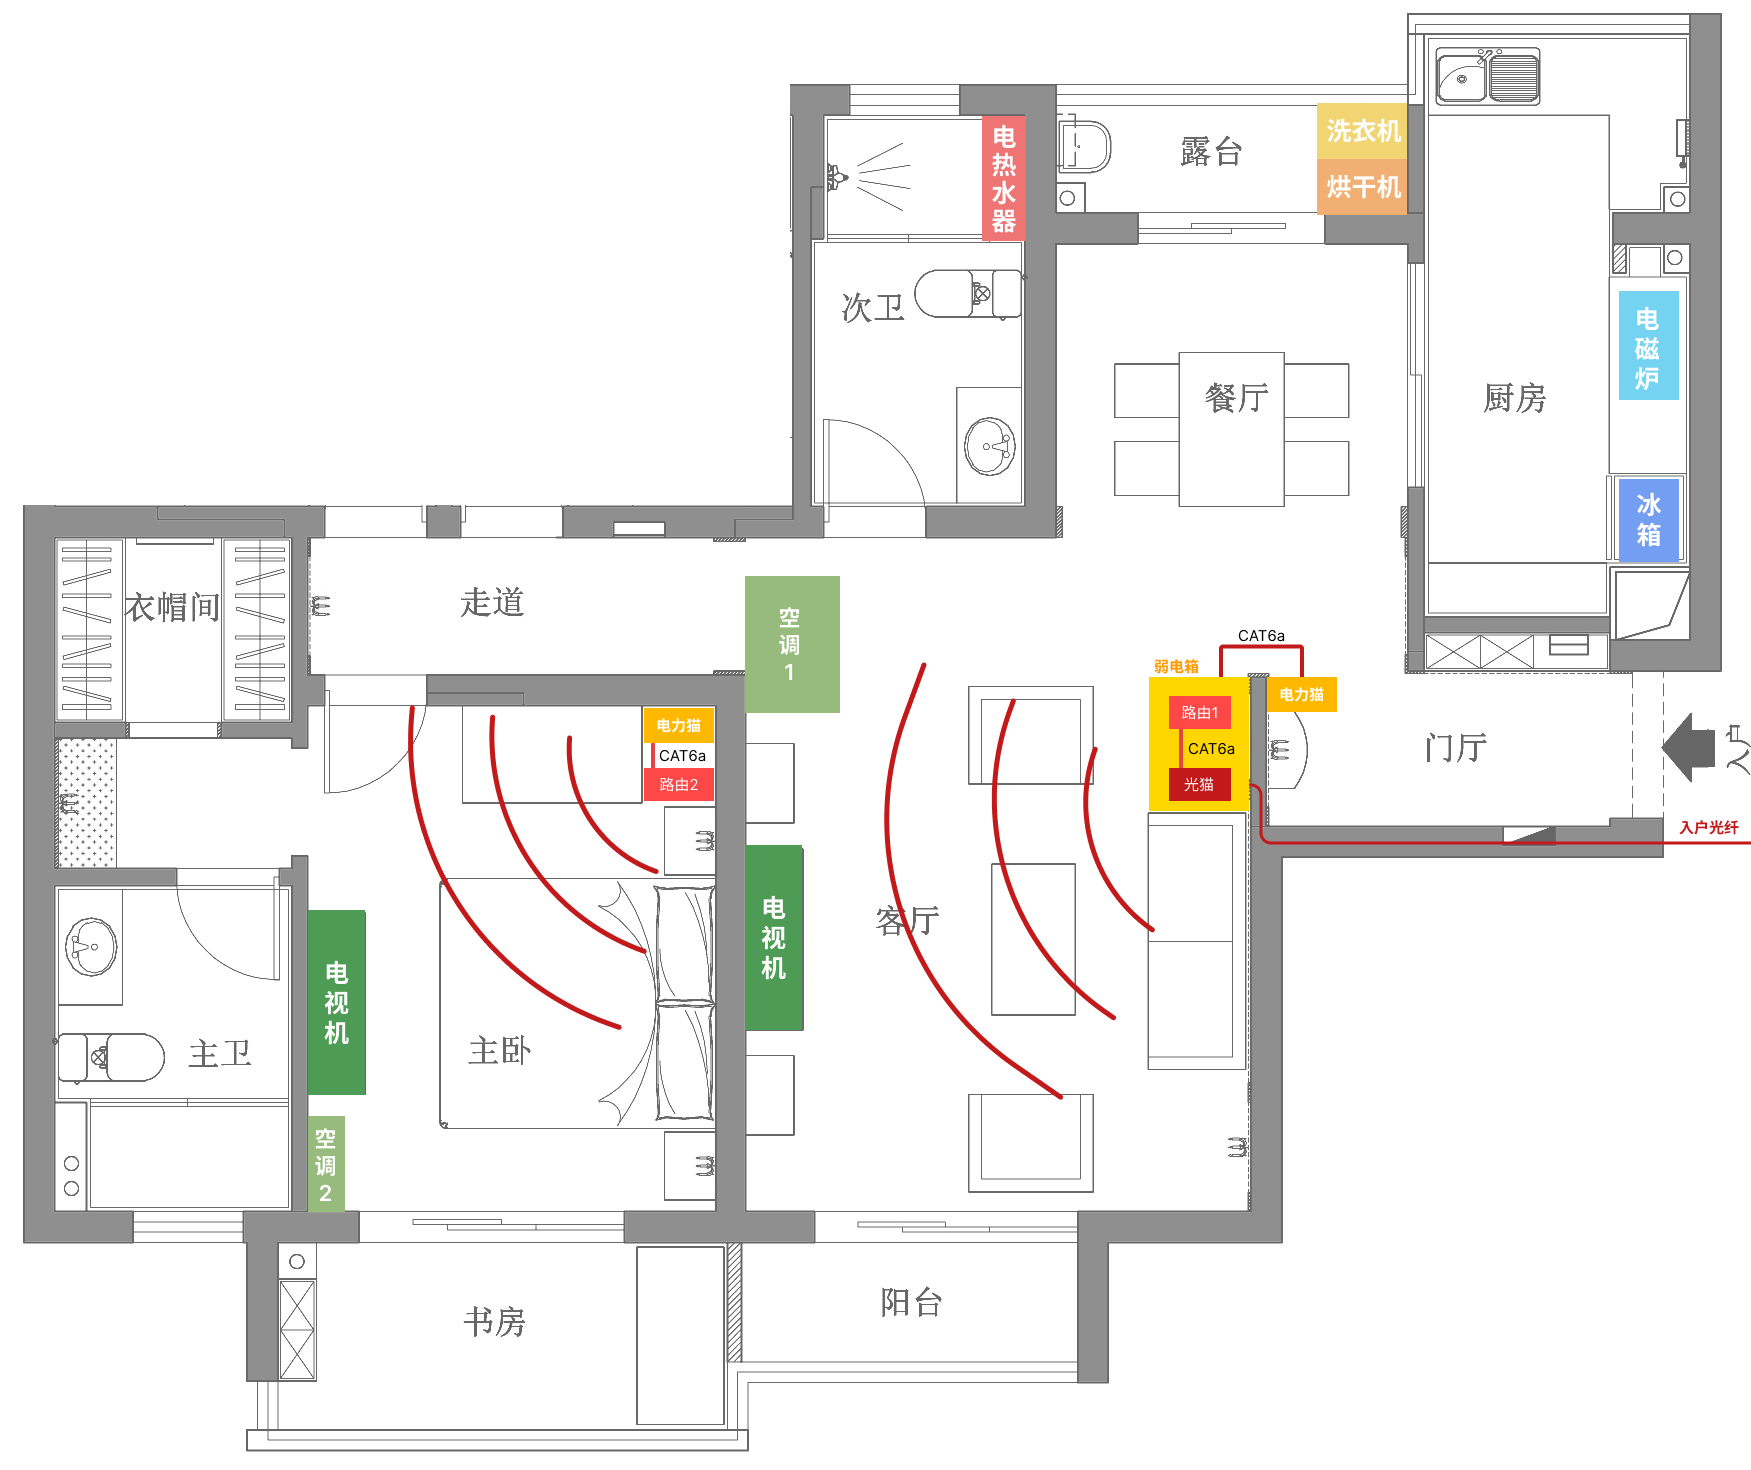 洗衣机
烘干机
露台
电热水器
次卫
餐厅
厨房
电磁炉
冰箱
衣帽间
走道
空调1
CAT6a
弱电箱
路由1
CAT6a
光猫
电力猫
门厅
入户
入户光纤
电力猫
CAT6a
路由2
电视机
客厅
电视机
主卧
主卫
空调2
书房
阳台